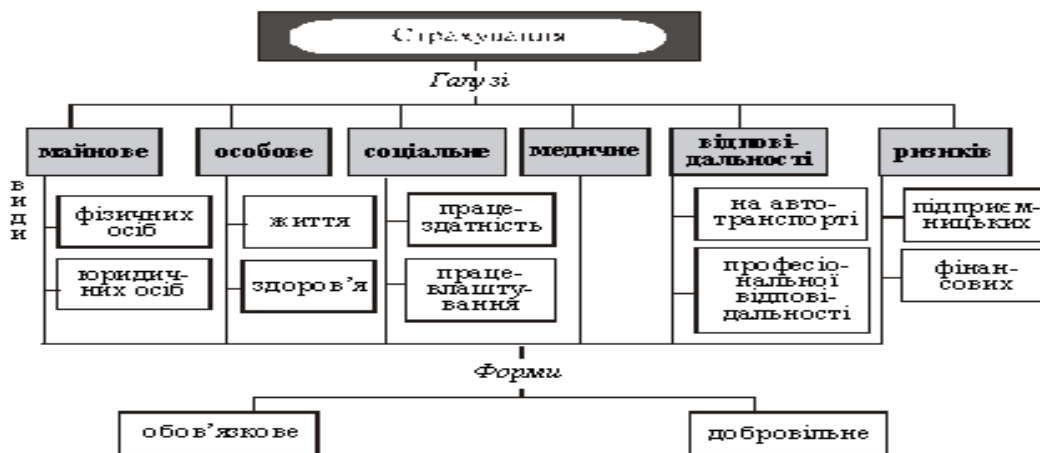 Страхування
Галузі
майнове
особове
соціальне
медичне
відпові-
дальності
ризиків
види
фізичних
осіб
життя
праце-
здатність
на авто-
транспорті
підприєм-
ницьких
юридич-
них осіб
здоров’я
праце-
влашту-
вання
професіо-
нальної
відпові-
дальності
фінан-
сових
Форми
обов’язкове
добровільне